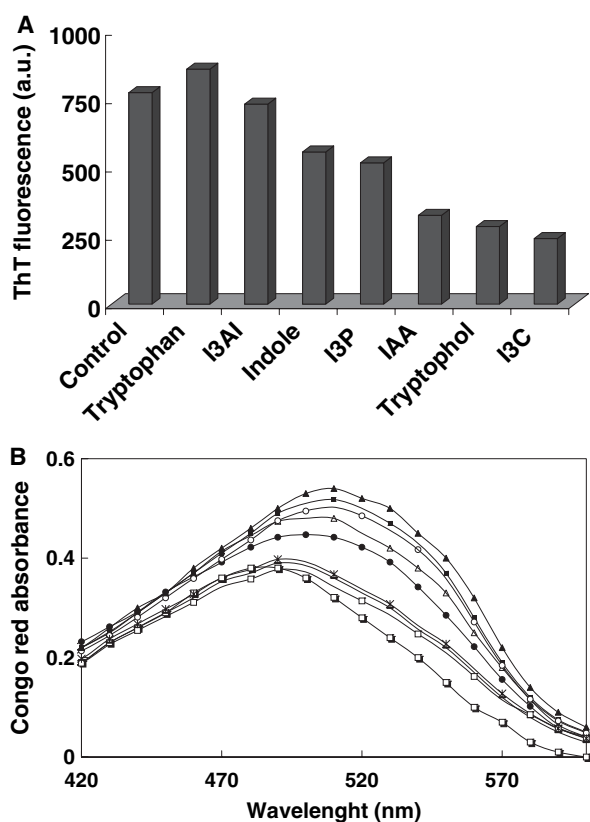 A
ThT fluorescence (a.u.)
1000
750
500
250
0
Control
Tryptophan
I3Al
Indole
I3P
IAA
Tryptophol
I3C
B
Congo red absorbance
0.6
0.4
0.2
0
420
470
520
570
Wavelenght (nm)